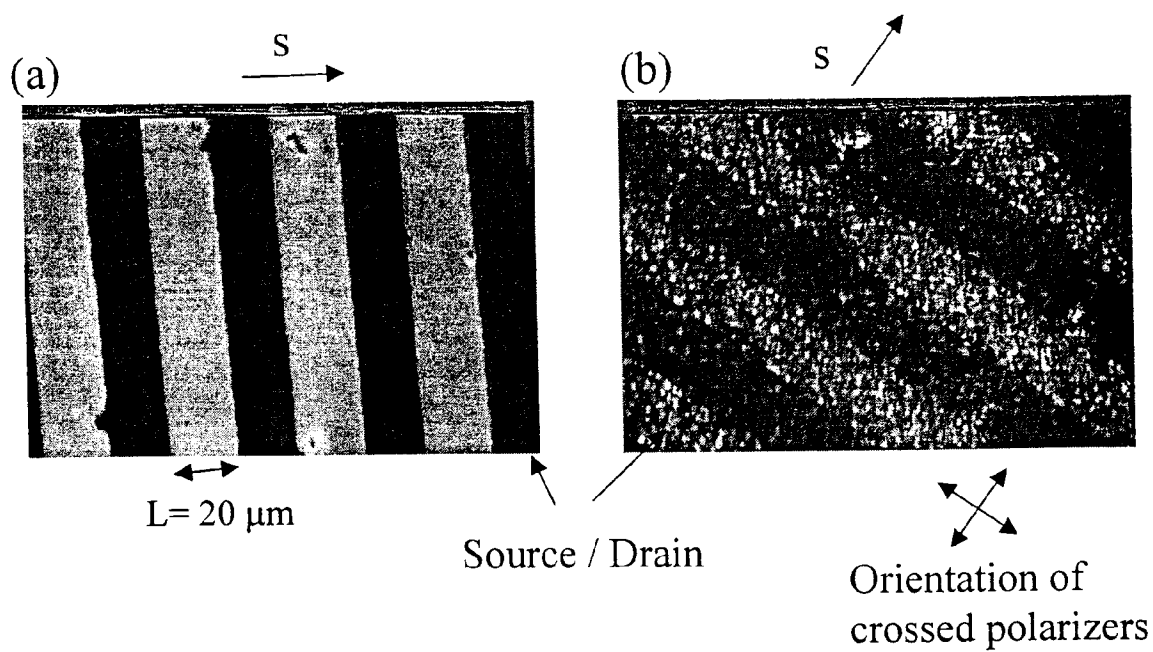 (a)
S
(b)
S
L= 20 μm
Source / Drain
Orientation of
crossed polarizers